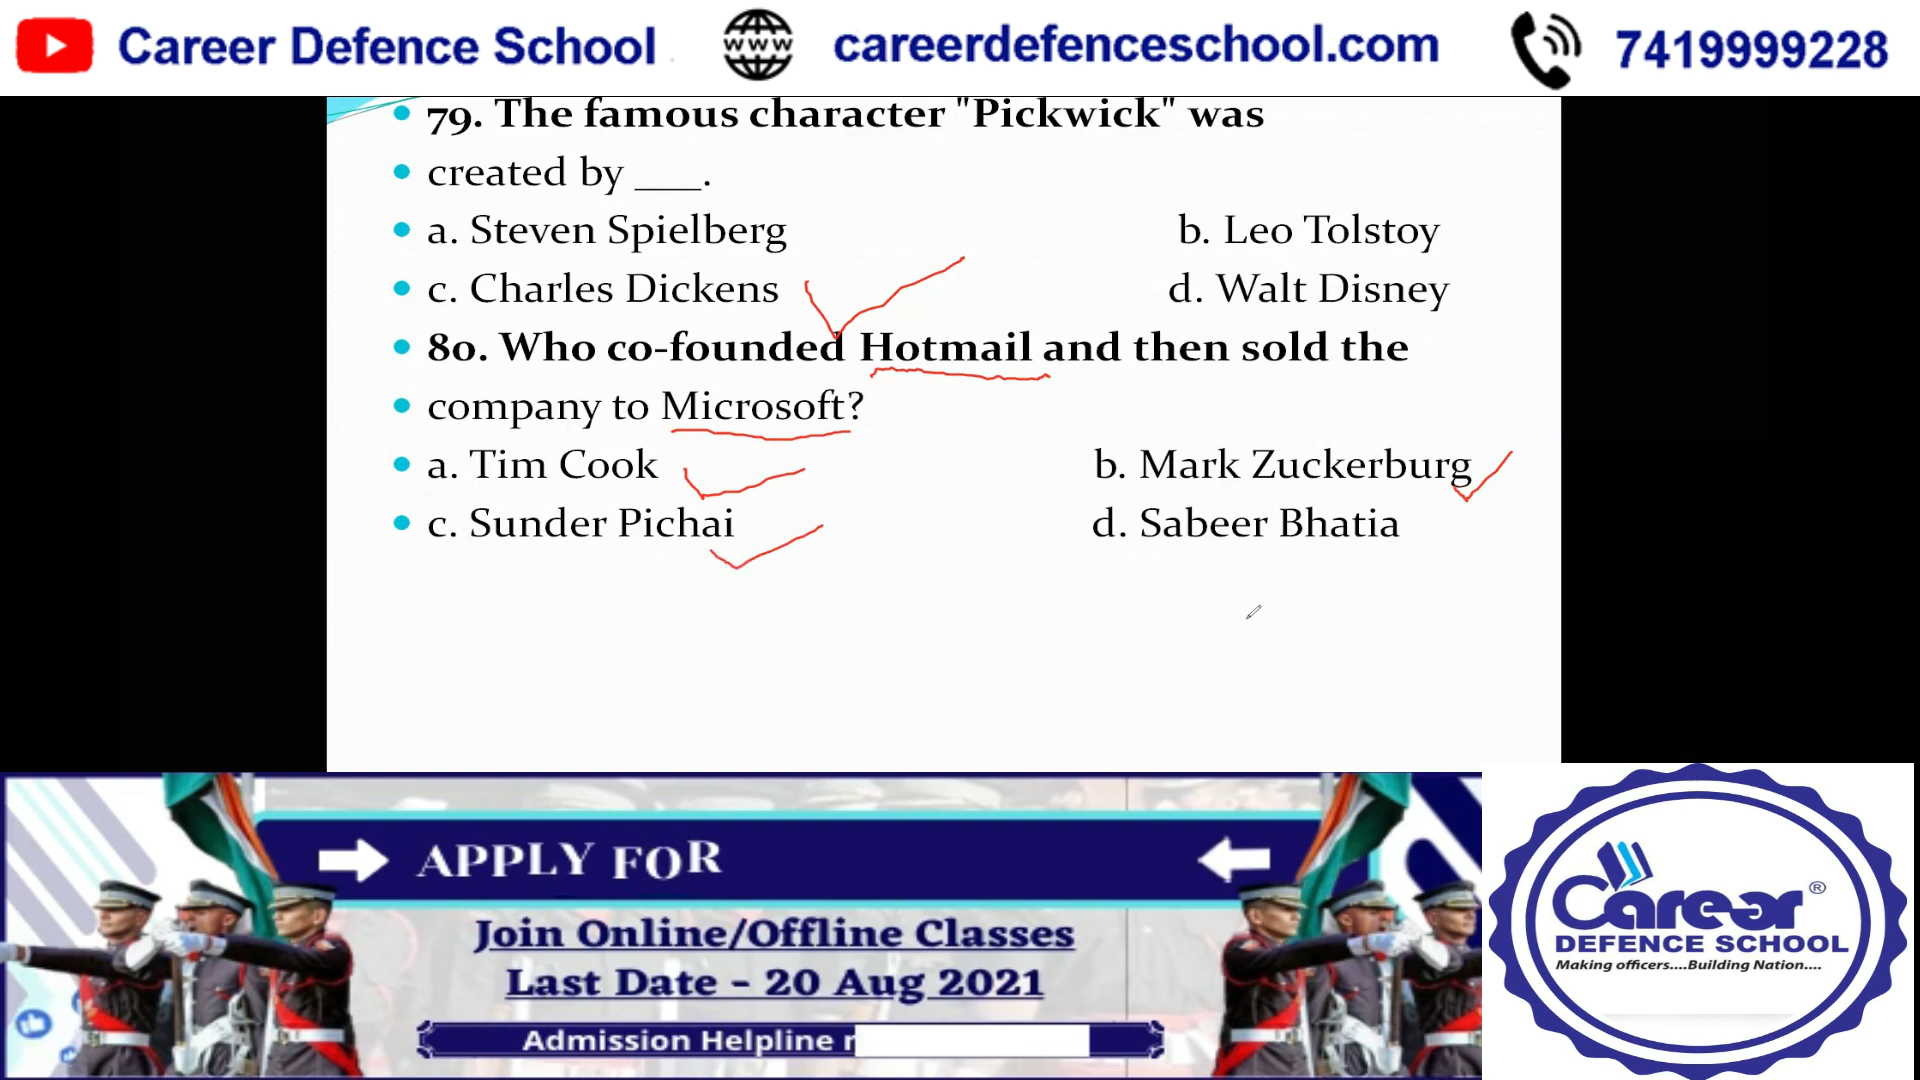 Career Defence School
www
careerdefenceschool.com
7419999228
79. The famous character "Pickwick" was
created by ___.
a. Steven Spielberg b. Leo Tolstoy
c. Charles Dickens d. Walt Disney
80. Who co-founded Hotmail and then sold the
company to Microsoft?
a. Tim Cook b. Mark Zuckerburg
c. Sunder Pichai d. Sabeer Bhatia
APPLY FOR
Join Online/Offline Classes
Last Date - 20 Aug 2021
Admission Helpline
Career ®
DEFENCE SCHOOL
Making officers....Building Nation....